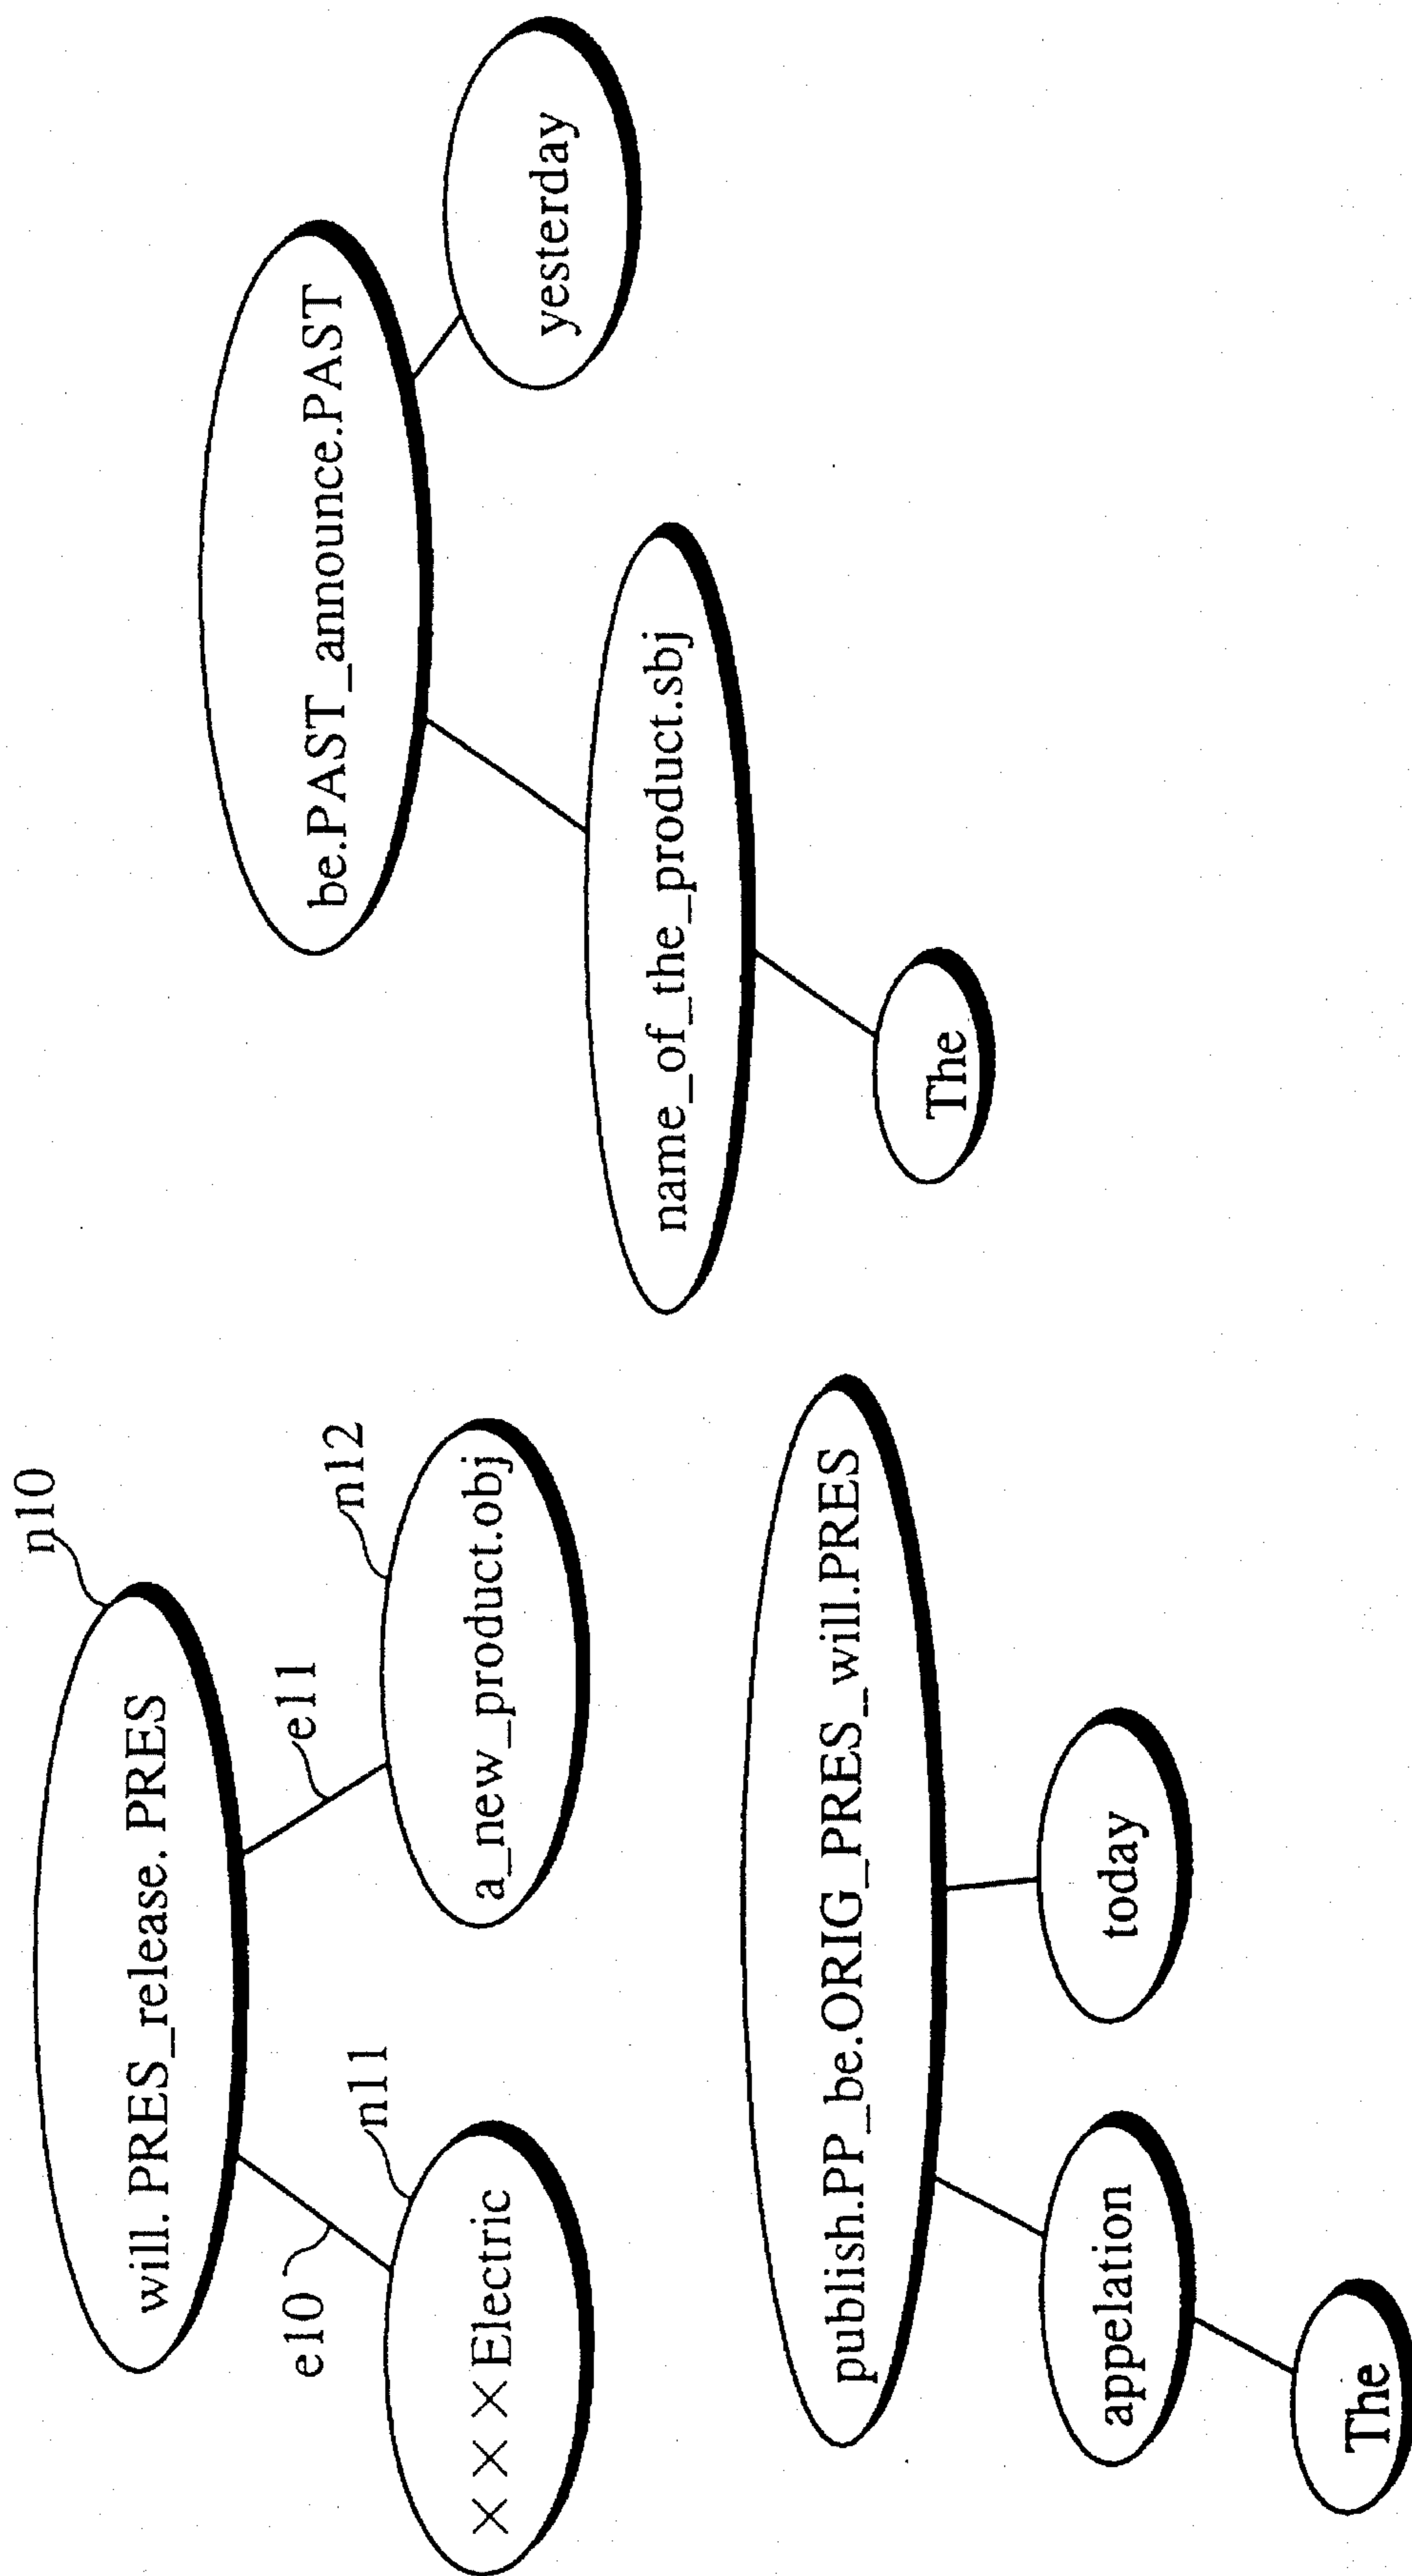 n10
will. PRES_release. PRES
e10
e11
n11
n12
× × × Electric
a_new_product.obj
be.PAST_announce.PAST
yesterday
name_of_the_product.sbj
The
publish.PP_be.ORIG_PRES_will.PRES
appelation
today
The